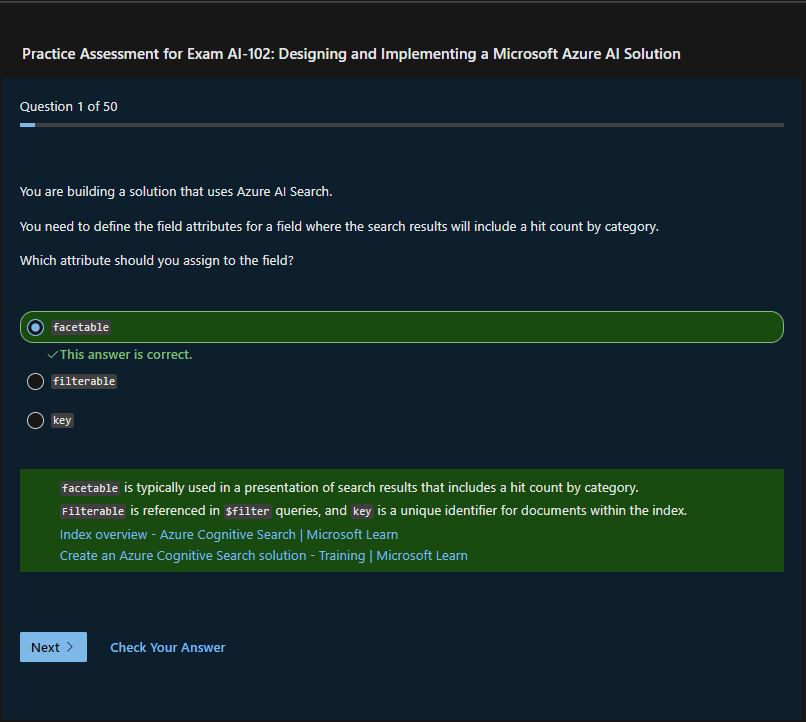 Practice Assessment for Exam AI-102: Designing and Implementing a Microsoft Azure AI Solution
Question 1 of 50
You are building a solution that uses Azure AI Search.
You need to define the field attributes for a field where the search results will include a hit count by category.
Which attribute should you assign to the field?
facetable
✓This answer is correct.
filterable
key
facetable is typically used in a presentation of search results that includes a hit count by category.
Filterable is referenced in $filter queries, and key is a unique identifier for documents within the index.
Index overview - Azure Cognitive Search | Microsoft Learn
Create an Azure Cognitive Search solution - Training | Microsoft Learn
Next >
Check Your Answer